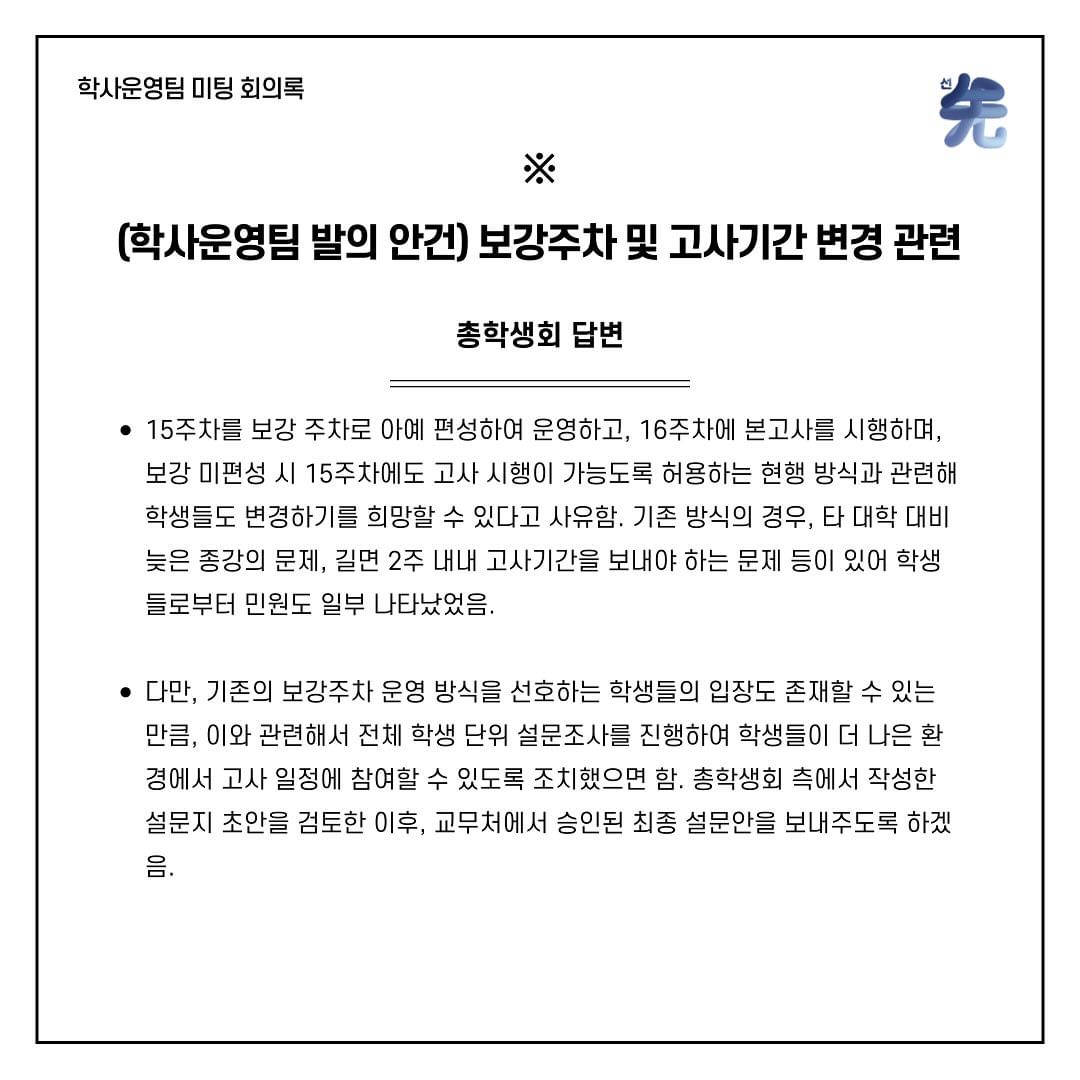 학사운영팀 미팅 회의록
선
先
※
(학사운영팀 발의 안건) 보강주차 및 고사기간 변경 관련
총학생회 답변
• 15주차를 보강 주차로 아예 편성하여 운영하고, 16주차에 본고사를 시행하며,
보강 미편성 시 15주차에도 고사 시행이 가능도록 허용하는 현행 방식과 관련해
학생들도 변경하기를 희망할 수 있다고 사유함. 기존 방식의 경우, 타 대학 대비
늦은 종강의 문제, 길면 2주 내내 고사기간을 보내야 하는 문제 등이 있어 학생
들로부터 민원도 일부 나타났었음.
• 다만, 기존의 보강주차 운영 방식을 선호하는 학생들의 입장도 존재할 수 있는
만큼, 이와 관련해서 전체 학생 단위 설문조사를 진행하여 학생들이 더 나은 환
경에서 고사 일정에 참여할 수 있도록 조치했으면 함. 총학생회 측에서 작성한
설문지 초안을 검토한 이후, 교무처에서 승인된 최종 설문안을 보내주도록 하겠
음.